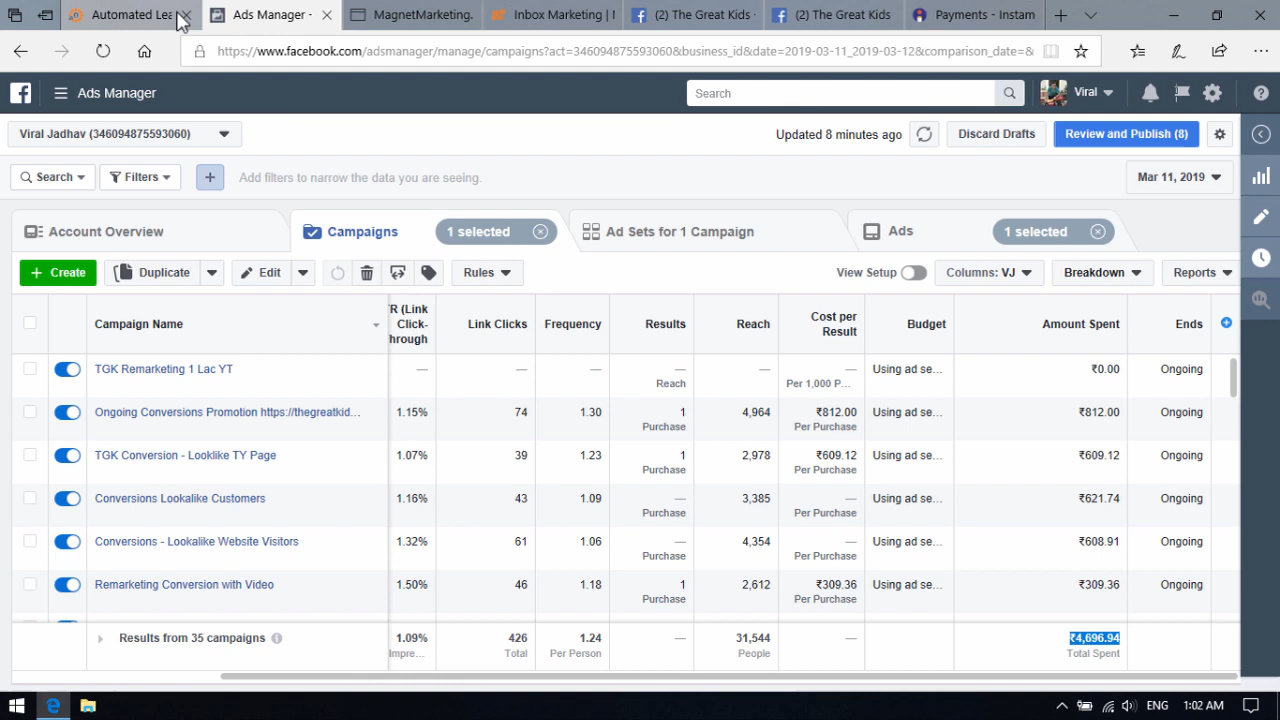 Automated Lea
Ads Manager -
MagnetMarketing.
Inbox Marketing | M
(2) The Great Kids
(2) The Great Kids
Payments - Instam
https://www.facebook.com/adsmanager/manage/campaigns?act=346094875593060&business_id&date=2019-03-11_2019-03-12&comparison_date=&
Ads Manager
Search
Viral
Viral Jadhav (346094875593060)
Updated 8 minutes ago
Discard Drafts
Review and Publish (8)
Search
Filters
Add filters to narrow the data you are seeing.
Mar 11, 2019
Account Overview
Campaigns
1 selected
Ad Sets for 1 Campaign
Ads
1 selected
+ Create
Duplicate
Edit
Rules
View Setup
Columns: VJ
Breakdown
Reports
Campaign Name
R (Link Click-hrough
Link Clicks
Frequency
Results
Reach
Cost per Result
Budget
Amount Spent
Ends
TGK Remarketing 1 Lac YT
—
—
—
— Reach
—
— Per 1,000 P...
Using ad se...
₹0.00
Ongoing
Ongoing Conversions Promotion https://thegreatkid...
1.15%
74
1.30
1 Purchase
4,964
₹812.00 Per Purchase
Using ad se...
₹812.00
Ongoing
TGK Conversion - Looklike TY Page
1.07%
39
1.23
1 Purchase
2,978
₹609.12 Per Purchase
Using ad se...
₹609.12
Ongoing
Conversions Lookalike Customers
1.16%
43
1.09
— Purchase
3,385
— Per Purchase
Using ad se...
₹621.74
Ongoing
Conversions - Lookalike Website Visitors
1.32%
61
1.06
— Purchase
4,354
— Per Purchase
Using ad se...
₹608.91
Ongoing
Remarketing Conversion with Video
1.50%
46
1.18
1 Purchase
2,612
₹309.36 Per Purchase
Using ad se...
₹309.36
Ongoing
Results from 35 campaigns
1.09% Impre...
426 Total
1.24 Per Person
—
31,544 People
—
₹4,696.94 Total Spent
ENG
1:02 AM